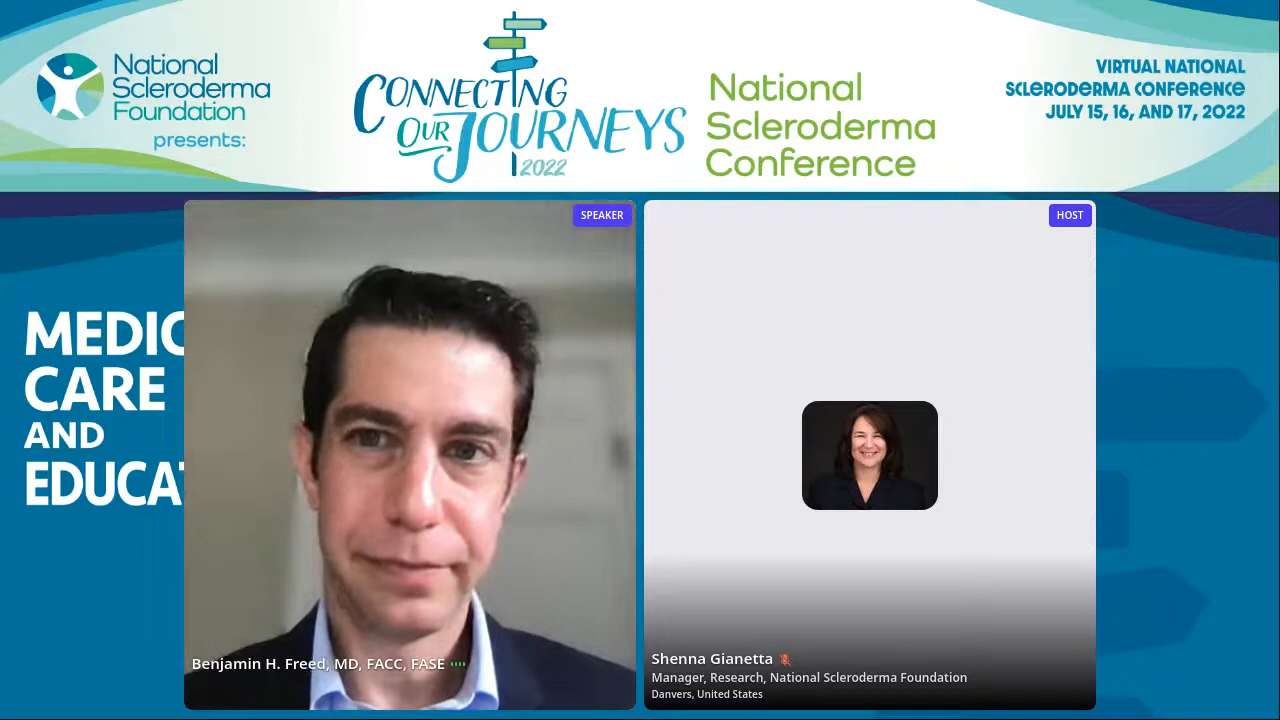 National
Scleroderma
Foundation
presents:
CONNECTING
OUR JOURNEYS
2022
National
Scleroderma
Conference
VIRTUAL NATIONAL
SCLERODERMA CONFERENCE
JULY 15, 16, AND 17, 2022
MEDIC
CARE
AND
EDUCAT
SPEAKER
Benjamin H. Freed, MD, FACC, FASE
HOST
Shenna Gianetta
Manager, Research, National Scleroderma Foundation
Danvers, United States